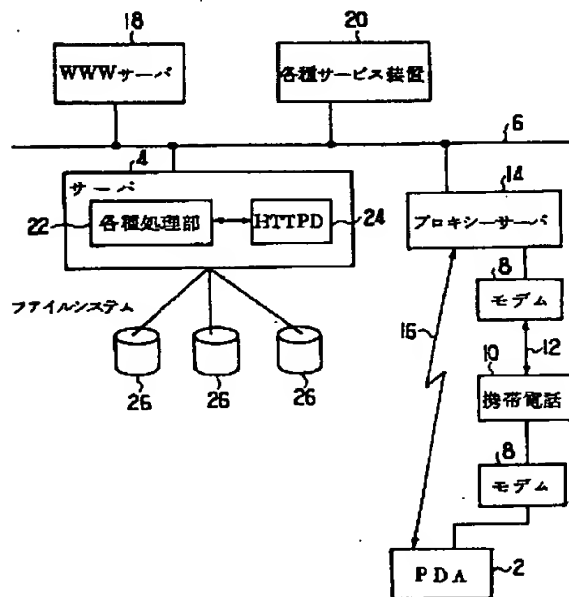 18
WWWサーバ
20
各種サービス装置
6
4
サーバ
22
各種処理部
HTTPD
24
14
プロキシーサーバ
8
モデム
16
12
10
携帯電話
8
モデム
ファイルシステム
26
26
26
PDA
2